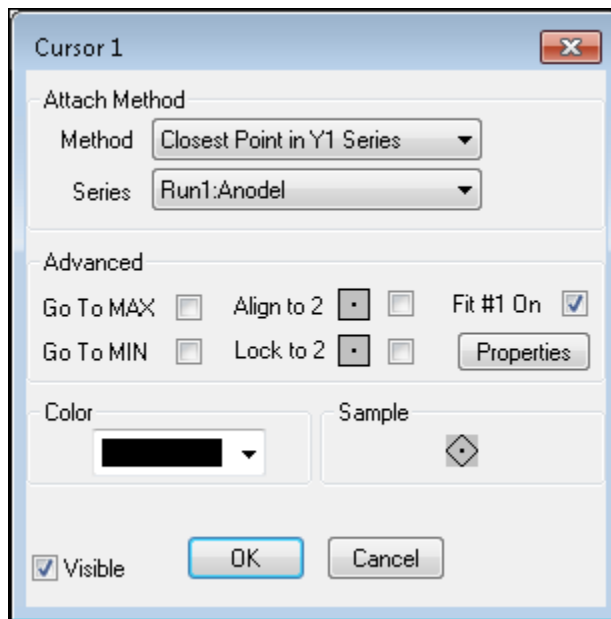 Cursor 1
Attach Method
Method Closest Point in Y1 Series
Series Run1:Anodel
Advanced
Go To MAX Align to 2 Fit #1 On
Go To MIN Lock to 2 Properties
Color Sample
Visible OK Cancel